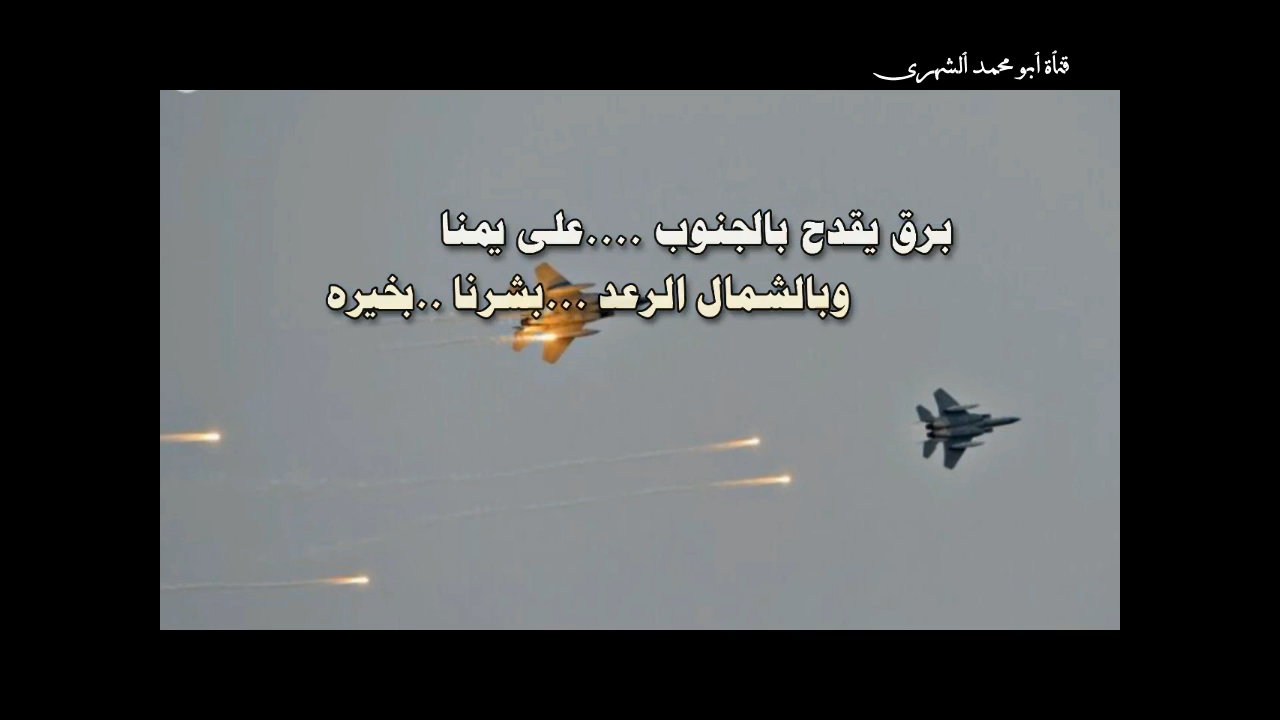 قناة أبو محمد الشهري
برق يقدح بالجنوب ....على يمنا
وبالشمال الرعد ...بشرنا ..بخيره